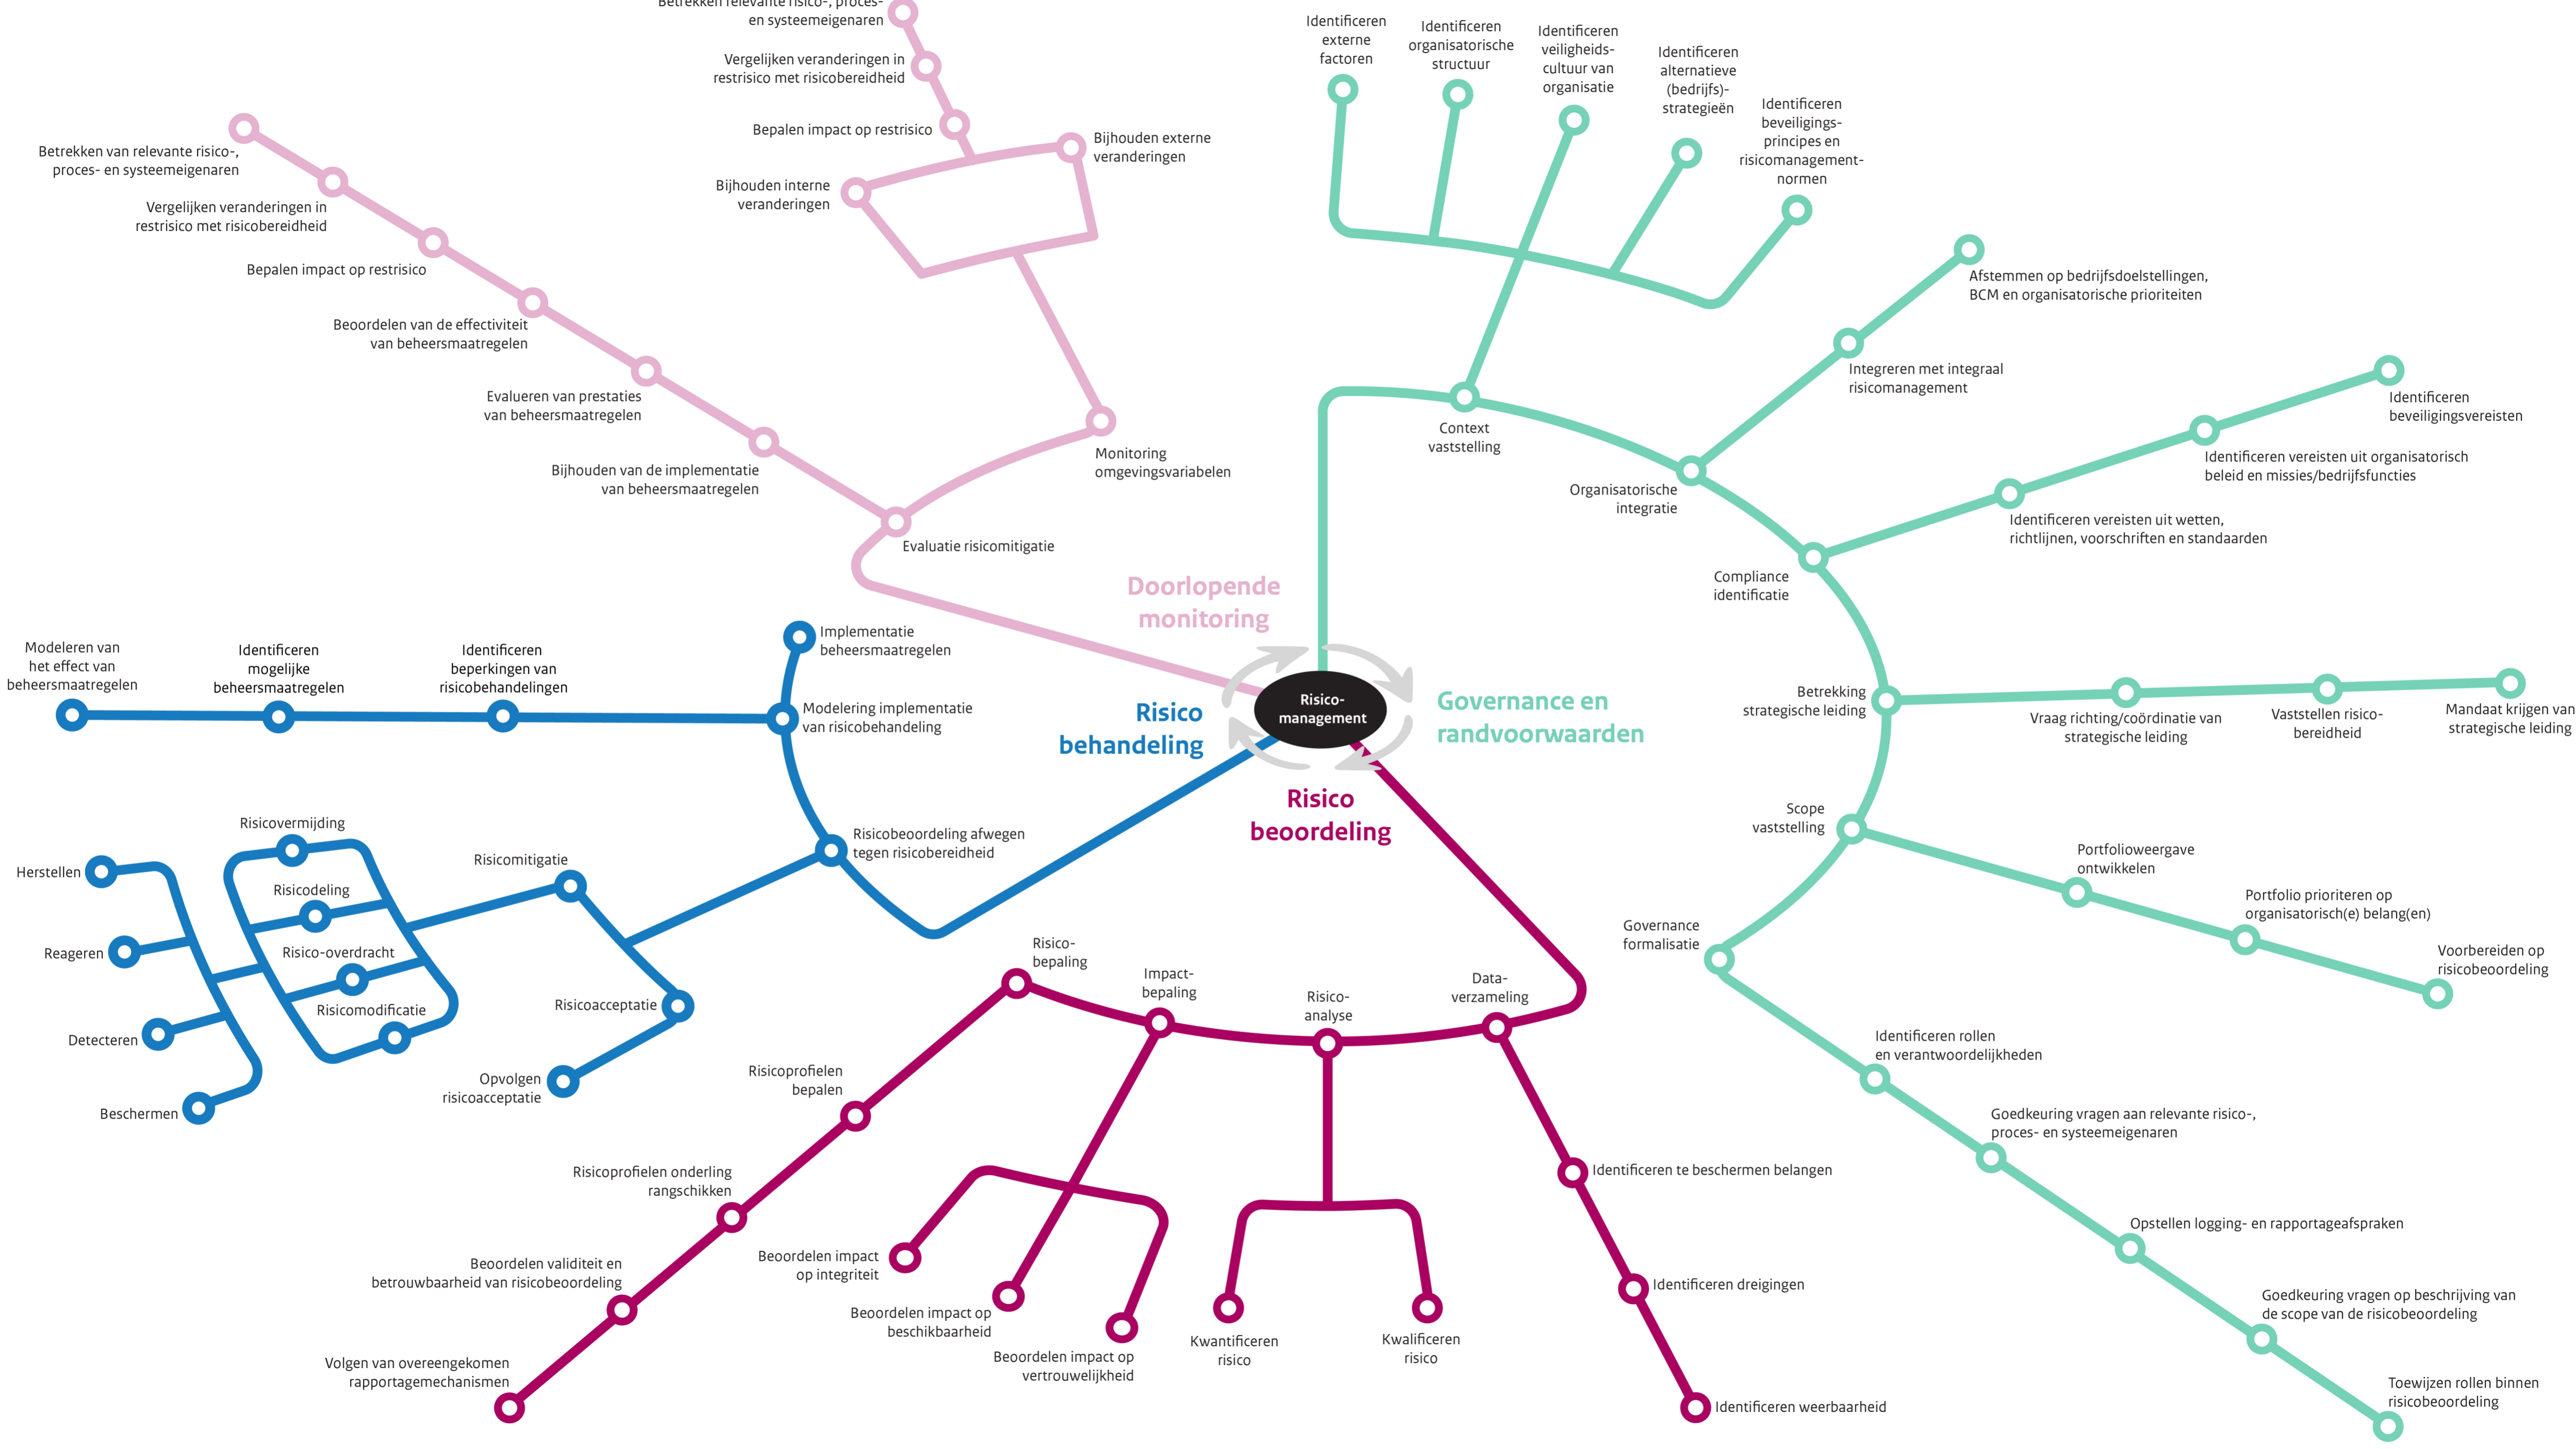 Betrekken relevante risico-, proces-
en systeemeigenaren
Vergelijken veranderingen in
restrisico met risicobereidheid
Bepalen impact op restrisico
Bijhouden externe
veranderingen
Bijhouden interne
veranderingen
Betrekken van relevante risico-,
proces- en systeemeigenaren
Vergelijken veranderingen in
restrisico met risicobereidheid
Bepalen impact op restrisico
Beoordelen van de effectiviteit
van beheersmaatregelen
Evalueren van prestaties
van beheersmaatregelen
Bijhouden van de implementatie
van beheersmaatregelen
Monitoring
omgevingsvariabelen
Evaluatie risicomitigatie
Doorlopende
monitoring
Identificeren
externe
factoren
Identificeren
organisatorische
structuur
Identificeren
veiligheids-
cultuur van
organisatie
Identificeren
alternatieve
(bedrijfs)-
strategieën
Identificeren
beveiligings-
principes en
risicomanagement-
normen
Context
vaststelling
Afstemmen op bedrijfsdoelstellingen,
BCM en organisatorische prioriteiten
Integreren met integraal
risicomanagement
Organisatorische
integratie
Identificeren
beveiligingsvereisten
Identificeren vereisten uit organisatorisch
beleid en missies/bedrijfsfuncties
Identificeren vereisten uit wetten,
richtlijnen, voorschriften en standaarden
Compliance
identificatie
Betrekking
strategische leiding
Vraag richting/coördinatie van
strategische leiding
Vaststellen risico-
bereidheid
Mandaat krijgen van
strategische leiding
Risico-
management
Governance en
randvoorwaarden
Scope
vaststelling
Portfolioweergave
ontwikkelen
Portfolio prioriteren op
organisatorisch(e) belang(en)
Voorbereiden op
risicobeoordeling
Governance
formalisatie
Identificeren rollen
en verantwoordelijkheden
Goedkeuring vragen aan relevante risico-,
proces- en systeemeigenaren
Opstellen logging- en rapportageafspraken
Goedkeuring vragen op beschrijving van
de scope van de risicobeoordeling
Toewijzen rollen binnen
risicobeoordeling
Risico
behandeling
Implementatie
beheersmaatregelen
Modelering implementatie
van risicobehandeling
Modeleren van
het effect van
beheersmaatregelen
Identificeren
mogelijke
beheersmaatregelen
Identificeren
beperkingen van
risicobehandelingen
Risicobeoordeling afwegen
tegen risicobereidheid
Risicomitigatie
Risicovermijding
Risicodeling
Risico-overdracht
Risicomodificatie
Herstellen
Reageren
Detecteren
Beschermen
Risicoacceptatie
Opvolgen
risicoacceptatie
Risico
beoordeling
Risico-
bepaling
Impact-
bepaling
Risico-
analyse
Data-
verzameling
Risicoprofielen
bepalen
Risicoprofielen onderling
rangschikken
Beoordelen validiteit en
betrouwbaarheid van risicobeoordeling
Volgen van overeengekomen
rapportagemechanismen
Beoordelen impact
op integriteit
Beoordelen impact op
beschikbaarheid
Beoordelen impact op
vertrouwelijkheid
Kwantificeren
risico
Kwalificeren
risico
Identificeren te beschermen belangen
Identificeren dreigingen
Identificeren weerbaarheid